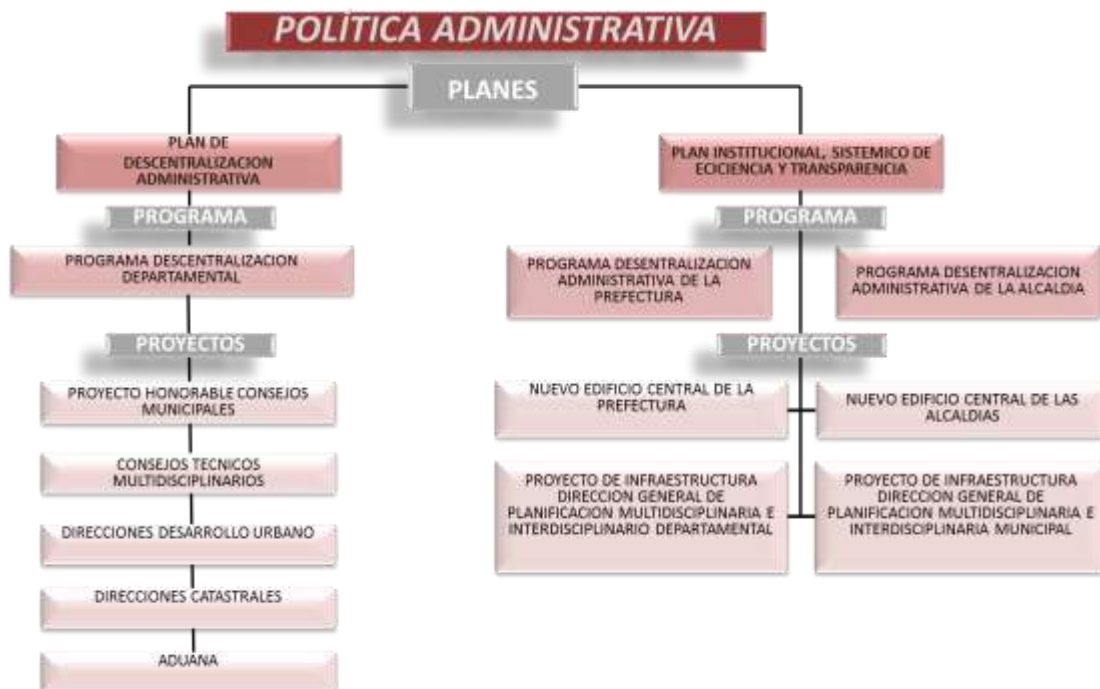 POLÍTICA ADMINISTRATIVA
PLANES
PLAN DE
DESCENTRALIZACION
ADMINISTRATIVA
PROGRAMA
PROGRAMA DESCENTRALIZACION
DEPARTAMENTAL
PROYECTOS
PROYECTO HONORABLE CONSEJOS
MUNICIPALES
CONSEJOS TECNICOS
MULTIDISCIPLINARIOS
DIRECCIONES DESARROLLO URBANO
DIRECCIONES CATASTRALES
ADUANA
PLAN INSTITUCIONAL, SISTEMICO DE
ECICIENCIA Y TRANSPARENCIA
PROGRAMA
PROGRAMA DESENTRALIZACION
ADMINISTRATIVA DE LA
PREFECTURA
PROGRAMA DESENTRALIZACION
ADMINISTRATIVA DE LA ALCALDIA
PROYECTOS
NUEVO EDIFICIO CENTRAL DE LA
PREFECTURA
NUEVO EDIFICIO CENTRAL DE LAS
ALCALDIAS
PROYECTO DE INFRAESTRUCTURA
DIRECCION GENERAL DE
PLANIFICACION MULTIDISCIPLINARIA E
INTERDISCIPLINARIO DEPARTAMENTAL
PROYECTO DE INFRAESTRUCTURA
DIRECCION GENERAL DE
PLANIFICACION MULTIDISCIPLINARIA E
INTERDISCIPLINARIA MUNICIPAL